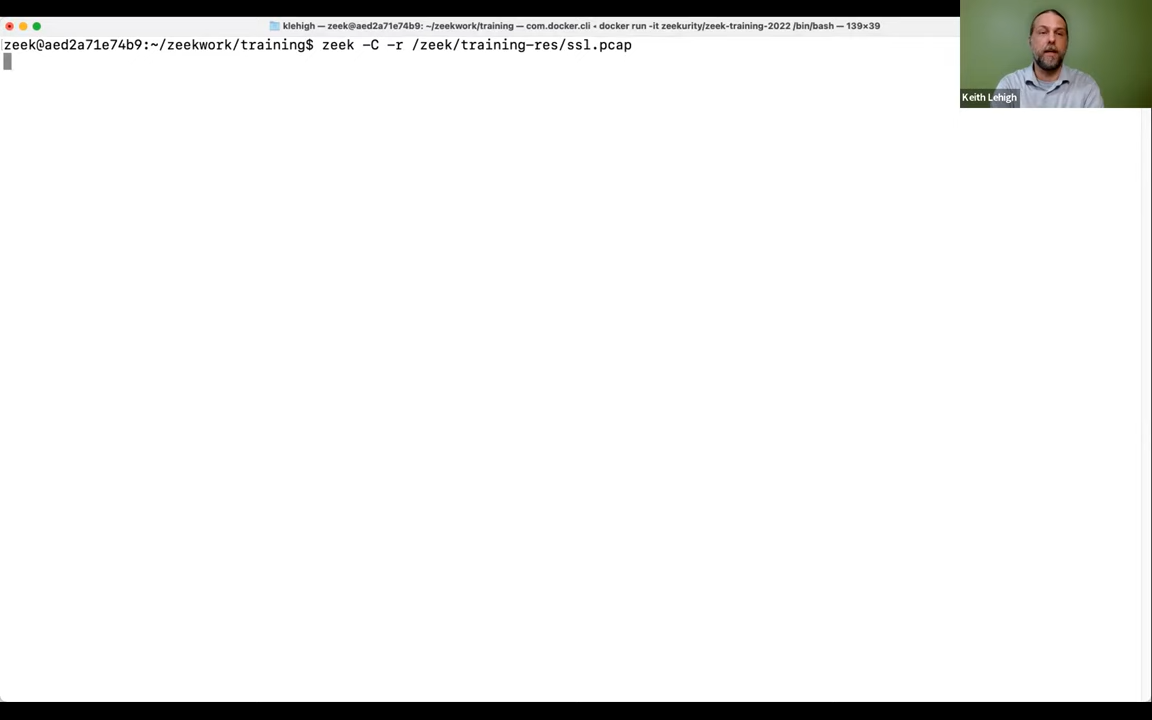 klehigh — zeek@aed2a71e74b9: ~/zeekwork/training — com.docker.cli ◂ docker run -it zeekurity/zeek-training-2022 /bin/bash — 139×39
zeek@aed2a71e74b9:~/zeekwork/training$ zeek -C -r /zeek/training-res/ssl.pcap
Keith Lehigh